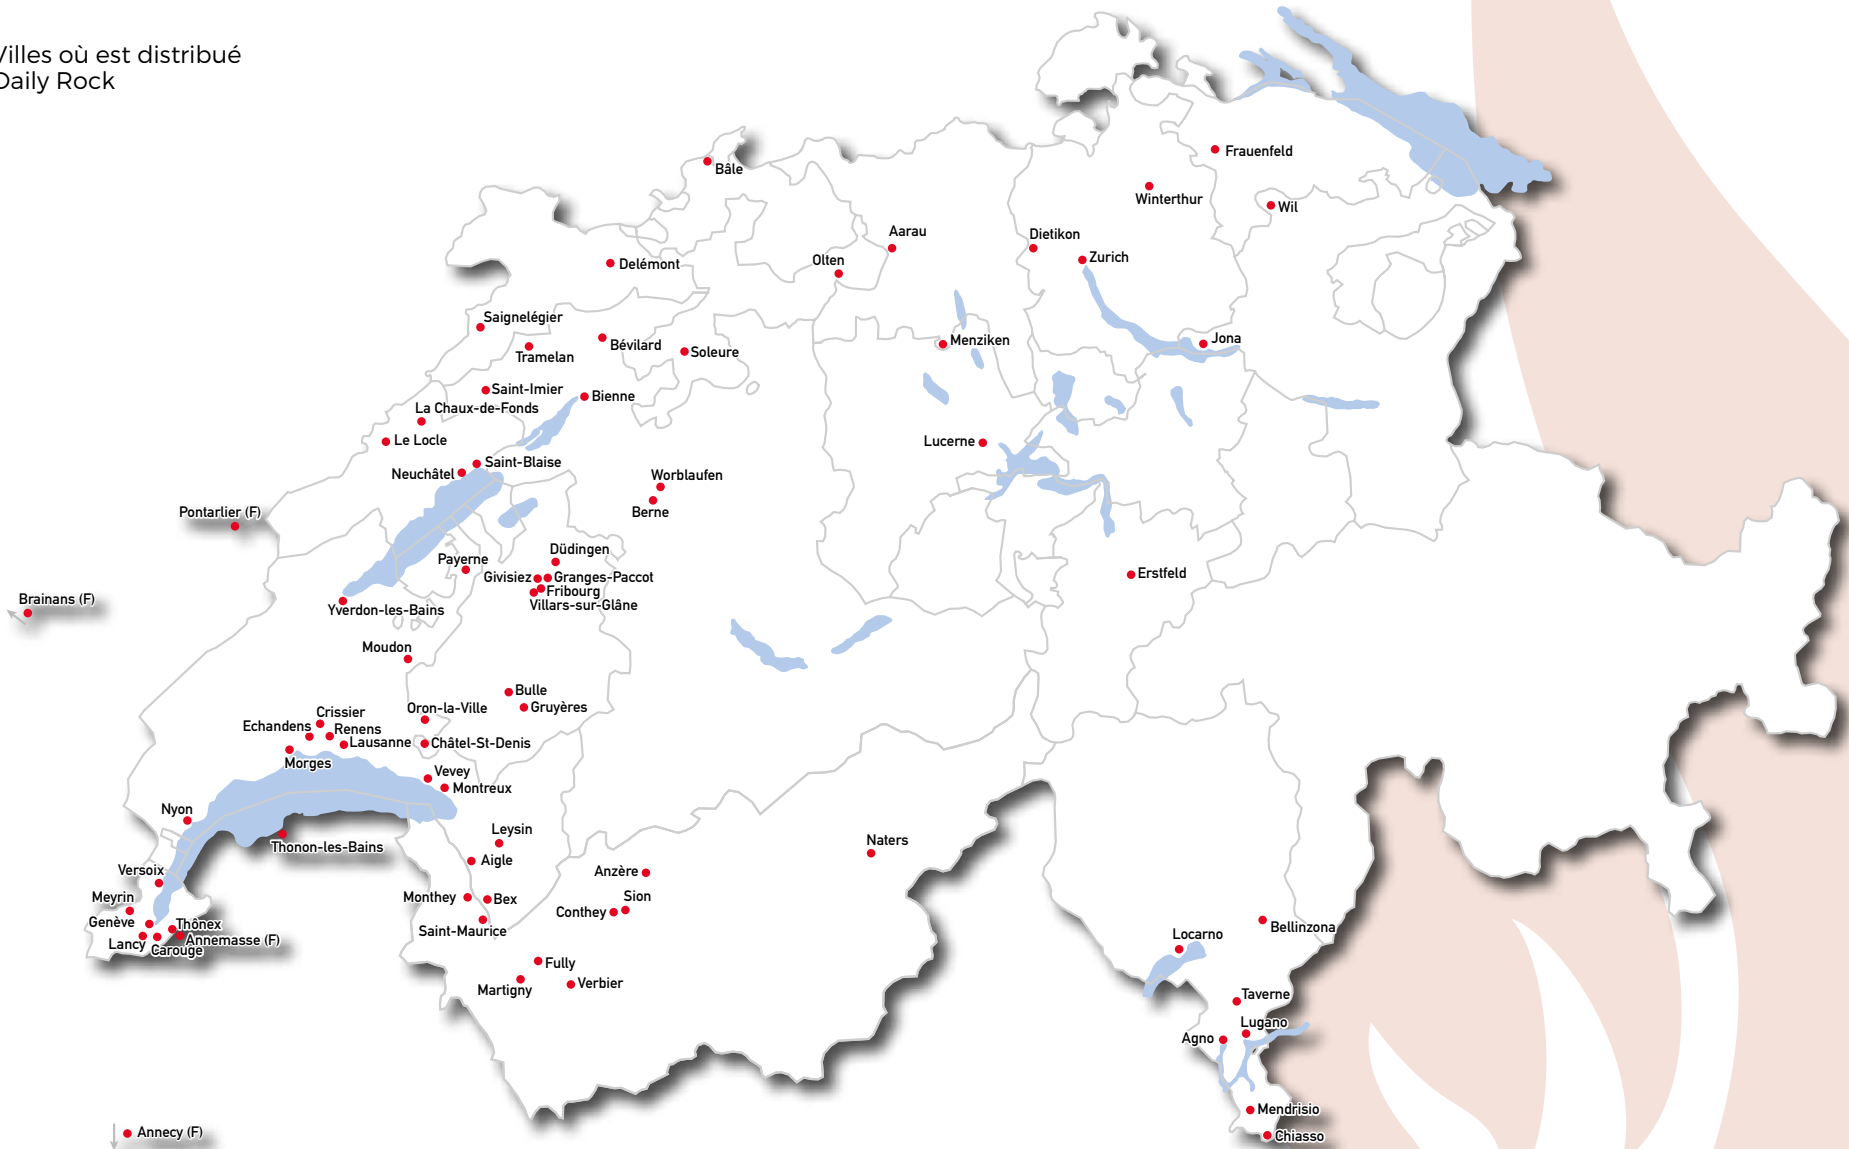 Villes où est distribué
Daily Rock
Bâle
Frauenfeld
Winterthur
Wil
Aarau
Dietikon
Zurich
Olten
Delémont
Saignelégier
Tramelan
Bévilard
Soleure
Menziken
Jona
Saint-Imier
Bienne
La Chaux-de-Fonds
Le Locle
Lucerne
Saint-Blaise
Neuchâtel
Worblaufen
Berne
Pontarlier (F)
Düdingen
Payerne
Givisiez
Granges-Paccot
Fribourg
Villars-sur-Glâne
Erstfeld
Brainans (F)
Yverdon-les-Bains
Moudon
Bulle
Gruyères
Oron-la-Ville
Crissier
Echandens
Renens
Lausanne
Châtel-St-Denis
Morges
Vevey
Montreux
Nyon
Thonon-les-Bains
Leysin
Aigle
Naters
Versoix
Anzère
Meyrin
Monthey
Bex
Sion
Conthey
Genève
Thônex
Saint-Maurice
Lancy
Carouge
Annemasse (F)
Bellinzona
Locarno
Fully
Martigny
Verbier
Taverne
Lugano
Agno
Mendrisio
Annecy (F)
Chiasso